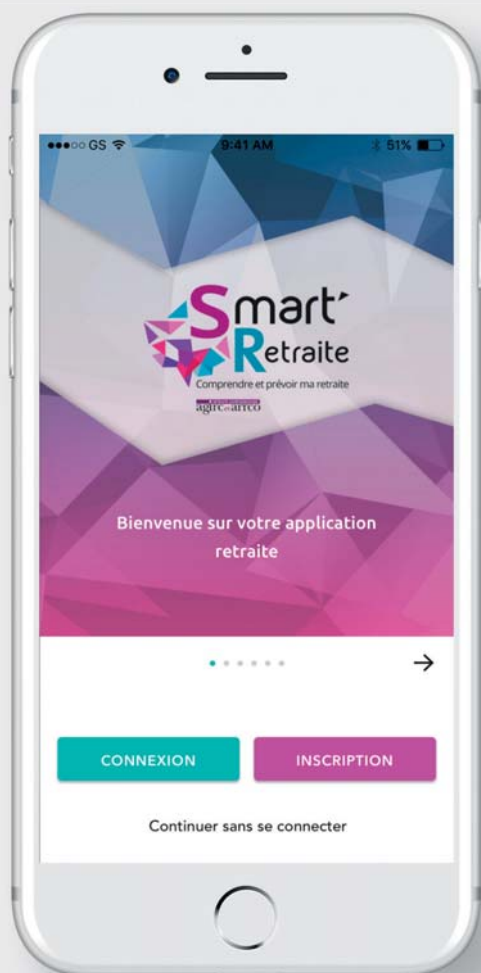 GS 9:41 AM 51%
Smart'
Retraite
Comprendre et prévoir ma retraite
agirc et arrco
Bienvenue sur votre application
retraite
CONNEXION INSCRIPTION
Continuer sans se connecter